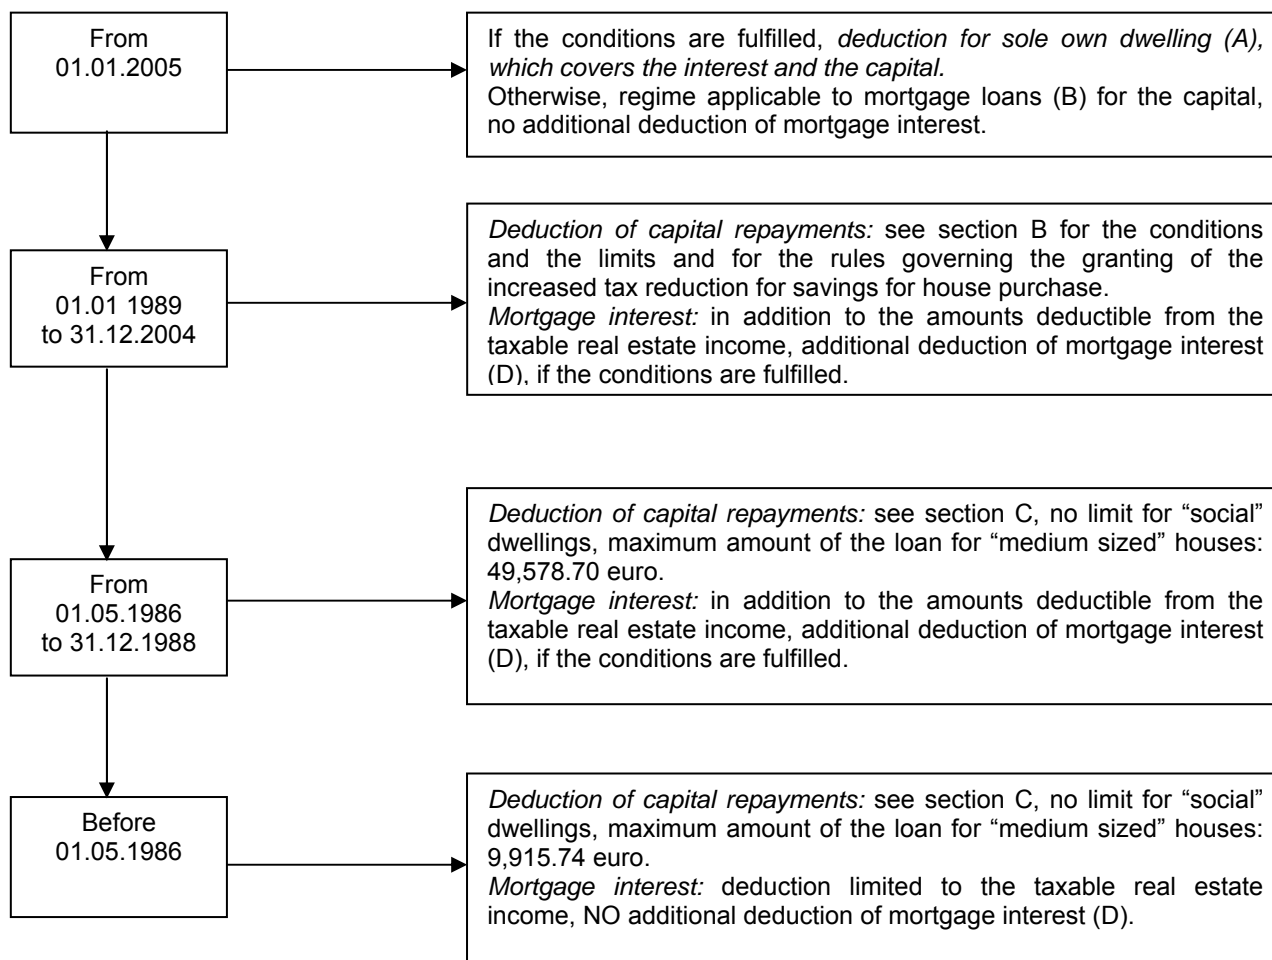 From
01.01.2005
If the conditions are fulfilled, deduction for sole own dwelling (A),
which covers the interest and the capital.
Otherwise, regime applicable to mortgage loans (B) for the capital,
no additional deduction of mortgage interest.
From
01.01 1989
to 31.12.2004
Deduction of capital repayments: see section B for the conditions
and the limits and for the rules governing the granting of the
increased tax reduction for savings for house purchase.
Mortgage interest: in addition to the amounts deductible from the
taxable real estate income, additional deduction of mortgage interest
(D), if the conditions are fulfilled.
From
01.05.1986
to 31.12.1988
Deduction of capital repayments: see section C, no limit for “social”
dwellings, maximum amount of the loan for “medium sized” houses:
49,578.70 euro.
Mortgage interest: in addition to the amounts deductible from the
taxable real estate income, additional deduction of mortgage interest
(D), if the conditions are fulfilled.
Before
01.05.1986
Deduction of capital repayments: see section C, no limit for “social”
dwellings, maximum amount of the loan for “medium sized” houses:
9,915.74 euro.
Mortgage interest: deduction limited to the taxable real estate
income, NO additional deduction of mortgage interest (D).